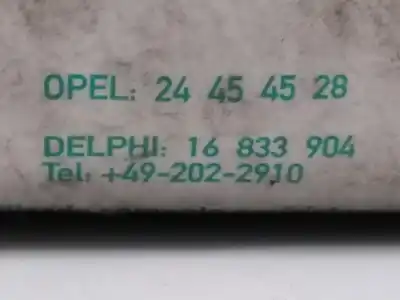 OPEL: 24 45 45 28
DELPHI: 16 833 904
Tel: +49-202-2910